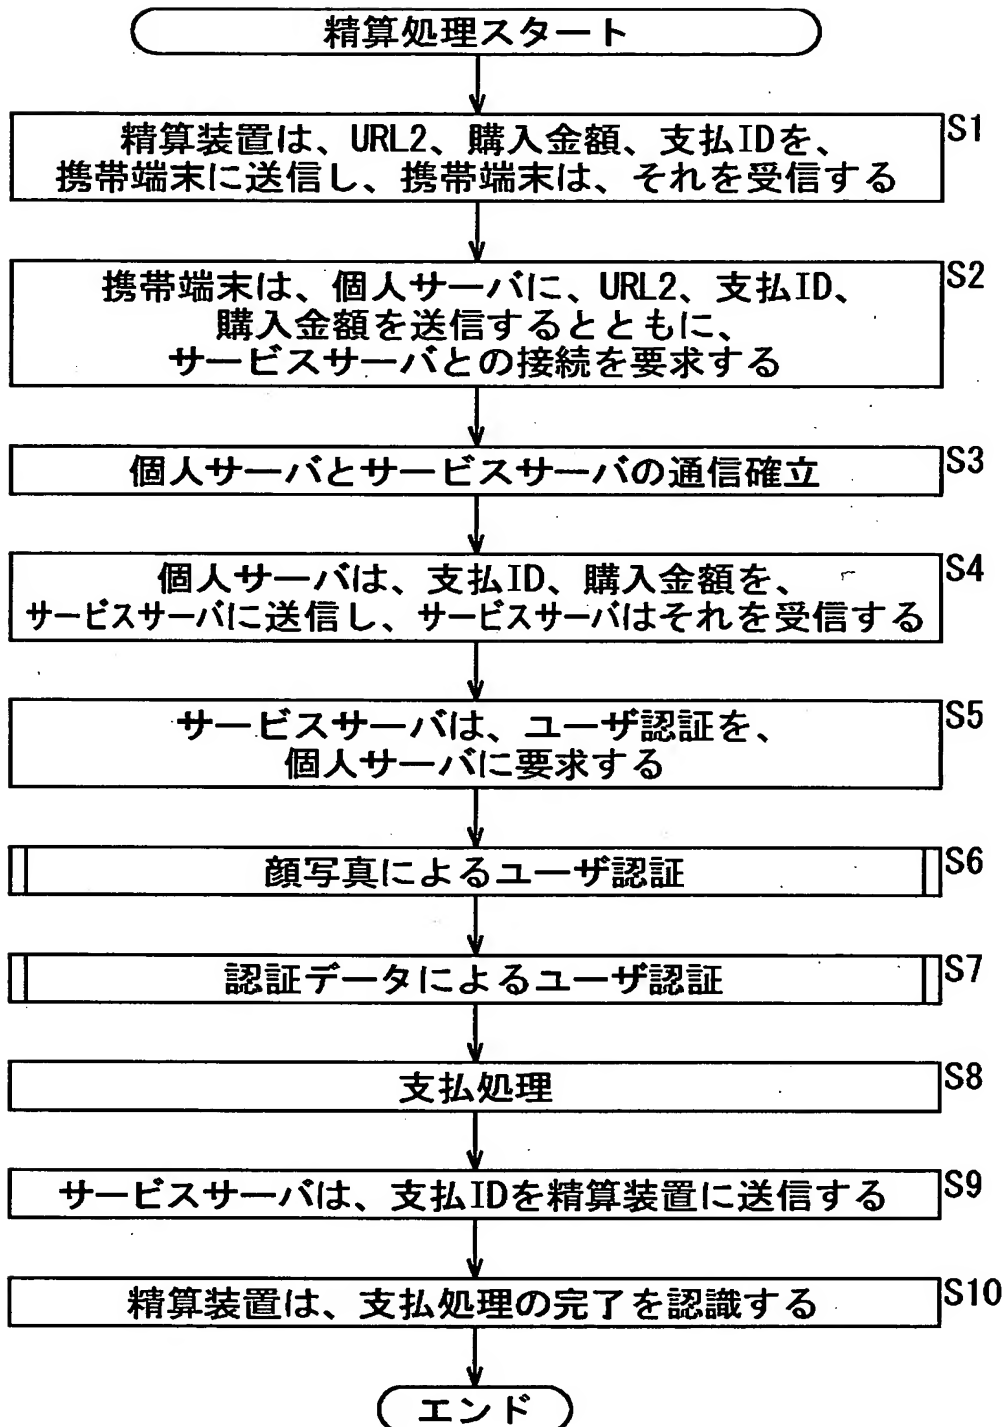 精算処理スタート
S1
精算装置は、URL2、購入金額、支払IDを、
携帯端末に送信し、携帯端末は、それを受信する
S2
携帯端末は、個人サーバに、URL2、支払ID、
購入金額を送信するとともに、
サービスサーバとの接続を要求する
S3
個人サーバとサービスサーバの通信確立
S4
個人サーバは、支払ID、購入金額を、
サービスサーバに送信し、サービスサーバはそれを受信する
S5
サービスサーバは、ユーザ認証を、
個人サーバに要求する
S6
顔写真によるユーザ認証
S7
認証データによるユーザ認証
S8
支払処理
S9
サービスサーバは、支払IDを精算装置に送信する
S10
精算装置は、支払処理の完了を認識する
エンド